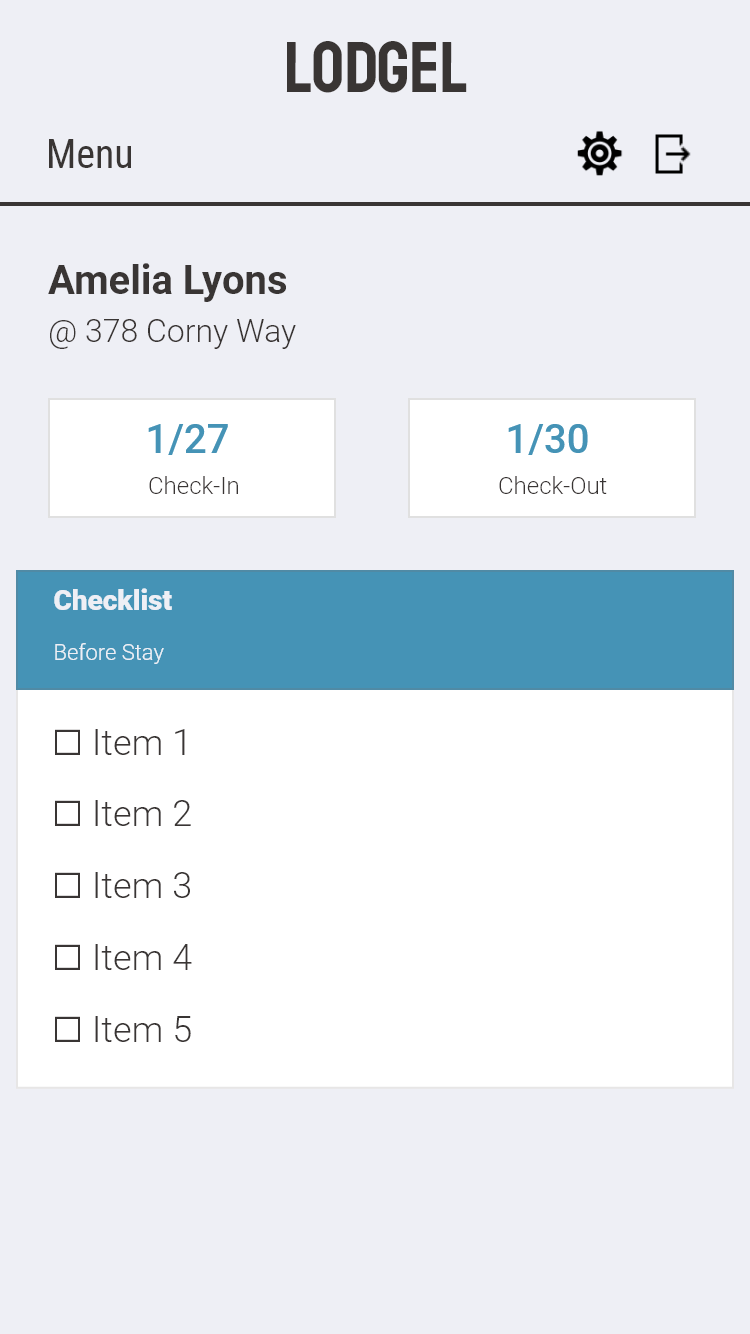 LODGEL
Menu
Amelia Lyons
@ 378 Corny Way
1/27
Check-In
1/30
Check-Out
Checklist
Before Stay
Item 1
Item 2
Item 3
Item 4
Item 5